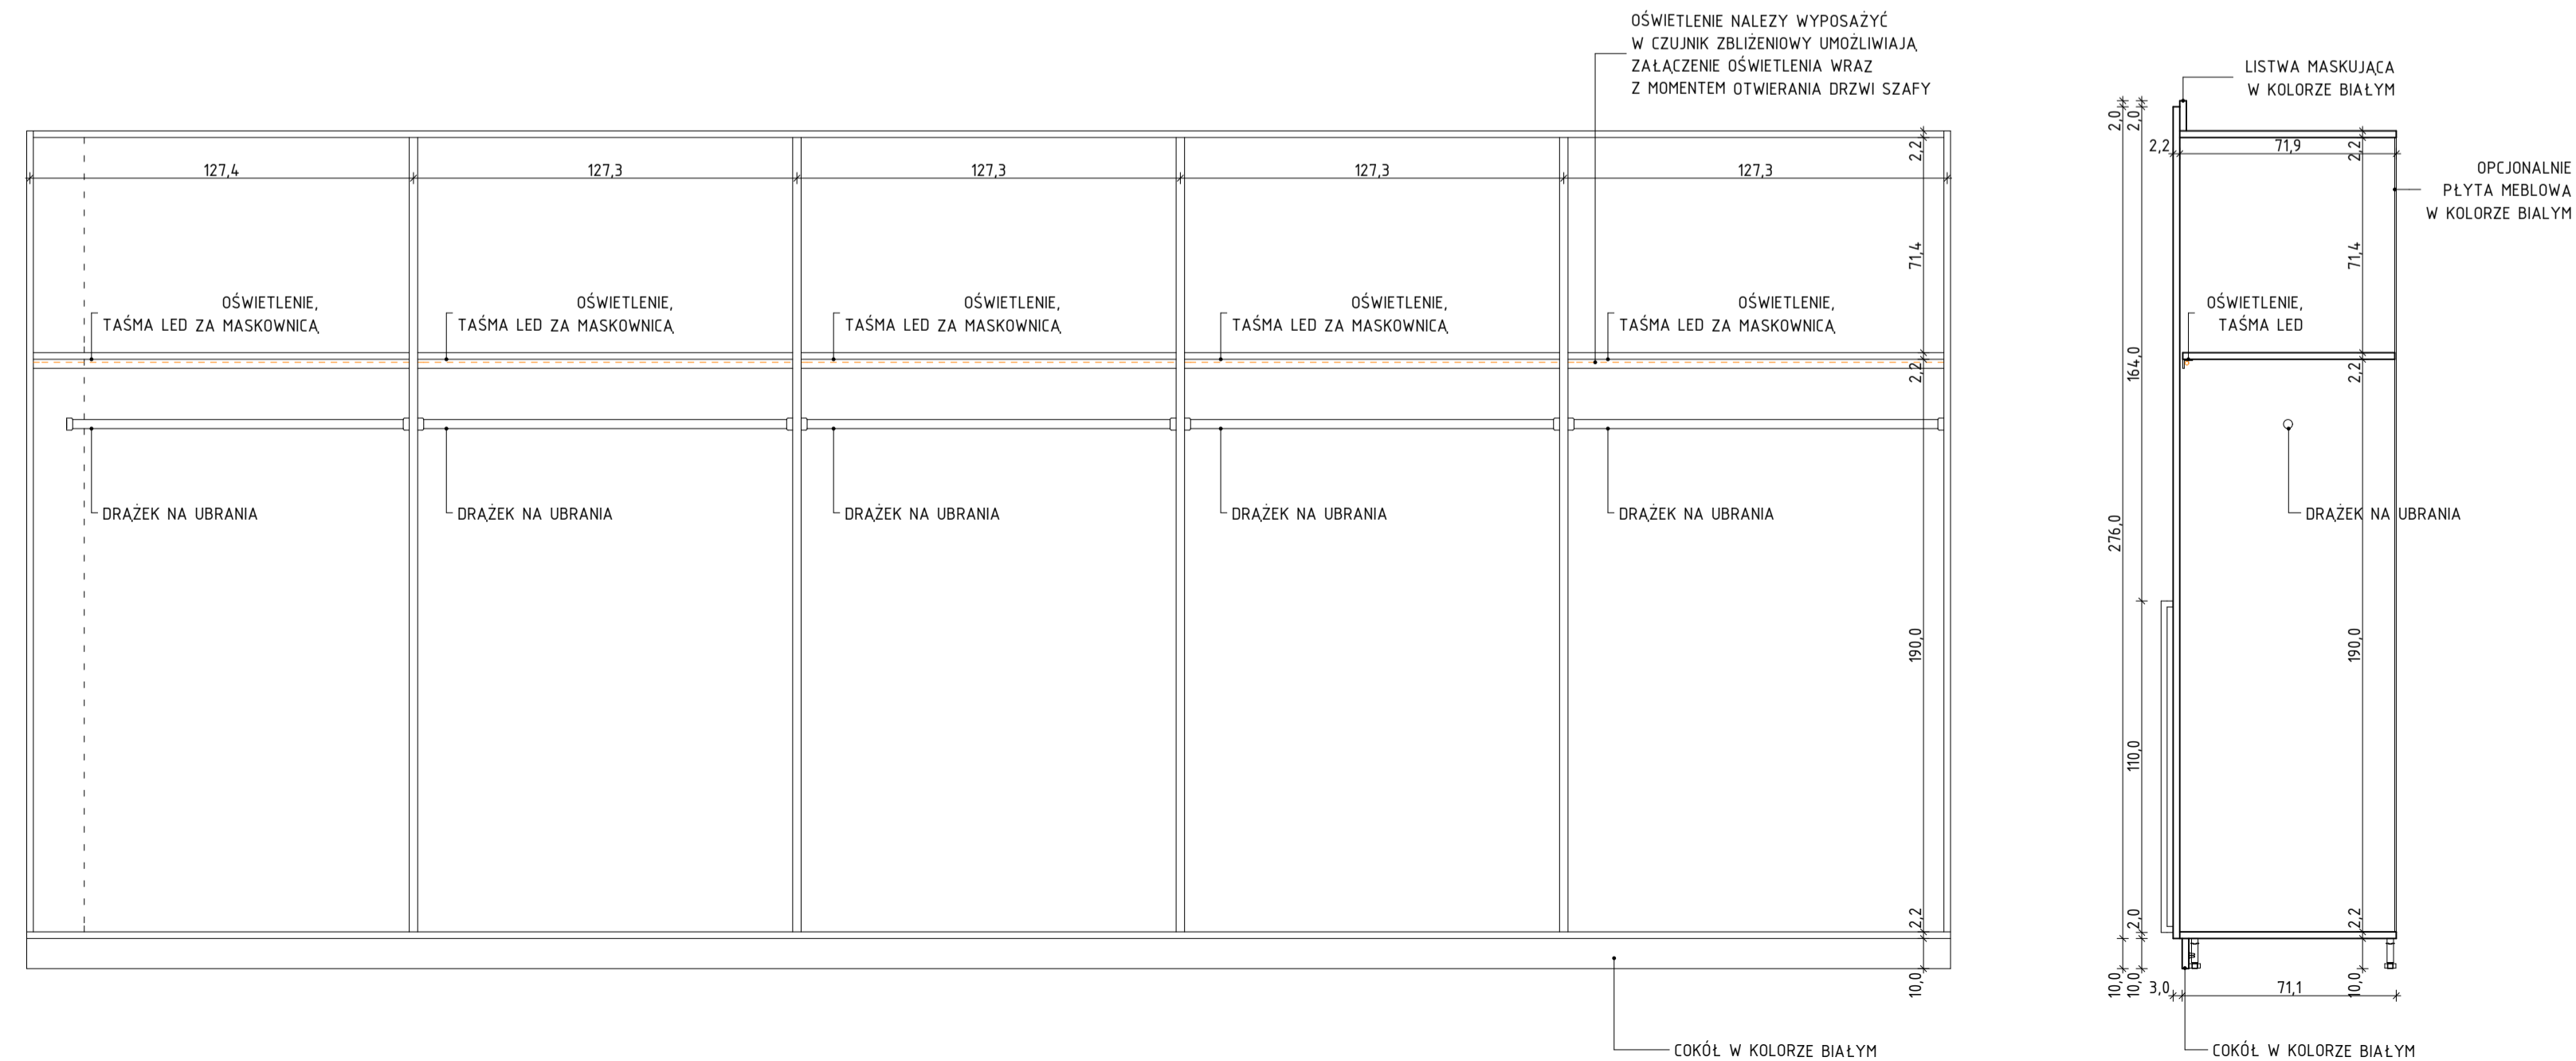 OŚWIETLENIE NALEZY WYPOSAŻYĆ
W CZUJNIK ZBLIŻENIOWY UMOŻLIWIAJĄ
ZAŁĄCZENIE OŚWIETLENIA WRAZ
Z MOMENTEM OTWIERANIA DRZWI SZAFY
127,4
127,3
127,3
127,3
127,3
2,2
71,4
OŚWIETLENIE,
TAŚMA LED ZA MASKOWNICĄ
OŚWIETLENIE,
TAŚMA LED ZA MASKOWNICĄ
OŚWIETLENIE,
TAŚMA LED ZA MASKOWNICĄ
OŚWIETLENIE,
TAŚMA LED ZA MASKOWNICĄ
OŚWIETLENIE,
TAŚMA LED ZA MASKOWNICĄ
2,2
DRĄŻEK NA UBRANIA
DRĄŻEK NA UBRANIA
DRĄŻEK NA UBRANIA
DRĄŻEK NA UBRANIA
DRĄŻEK NA UBRANIA
190,0
2,2
10,0
COKÓŁ W KOLORZE BIAŁYM
LISTWA MASKUJĄCA
W KOLORZE BIAŁYM
2,0
2,0
2,2
71,9
2,2
OPCJONALNIE
PŁYTA MEBLOWA
W KOLORZE BIALYM
71,4
OŚWIETLENIE,
TAŚMA LED
164,0
2,2
276,0
DRĄŻEK NA UBRANIA
190,0
110,0
2,0
2,2
10,0
10,0
3,0
71,1
10,0
COKÓŁ W KOLORZE BIAŁYM